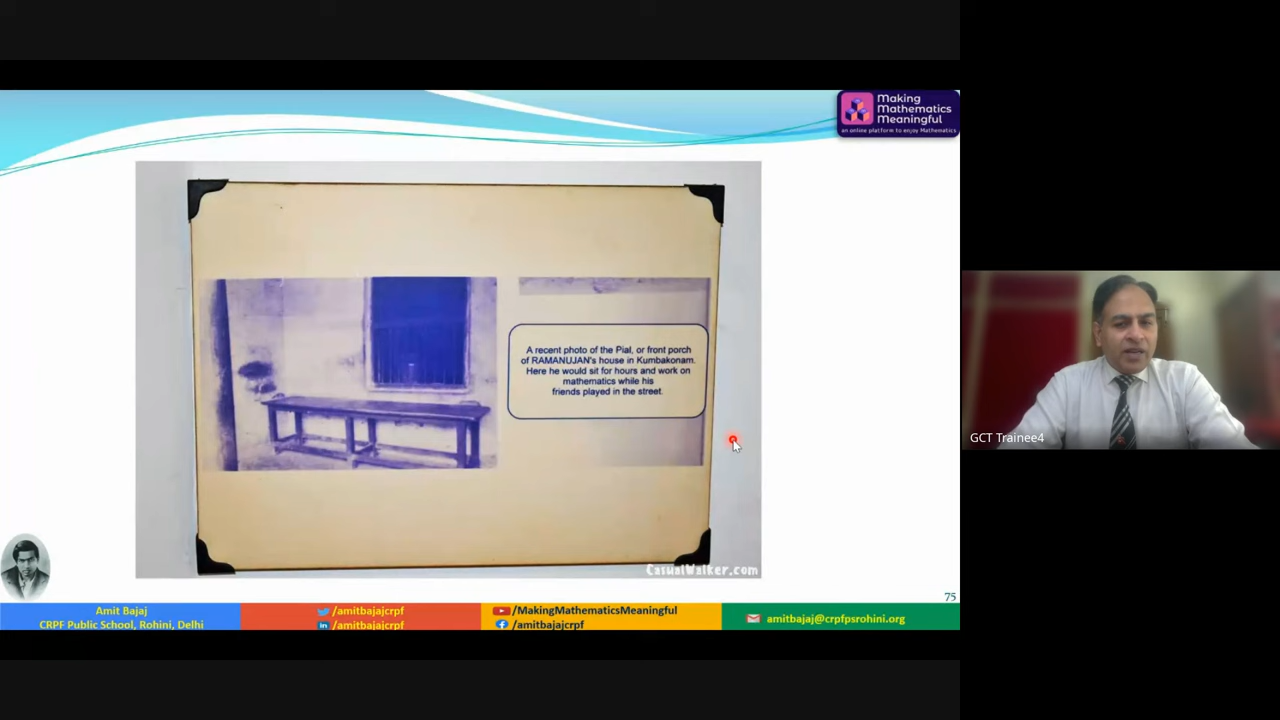 Making
Mathematics
Meaningful
an online platform to enjoy Mathematics
A recent photo of the Pial, or front porch
of RAMANUJAN's house in Kumbakonam.
Here he would sit for hours and work on
mathematics while his
friends played in the street.
CasualWalker.com
GCT Trainee4
75
Amit Bajaj
CRPF Public School, Rohini, Delhi
/amitbajajcrpf
/amitbajajcrpf
/MakingMathematicsMeaningful
/amitbajajcrpf
amitbajaj@crpfpsrohini.org